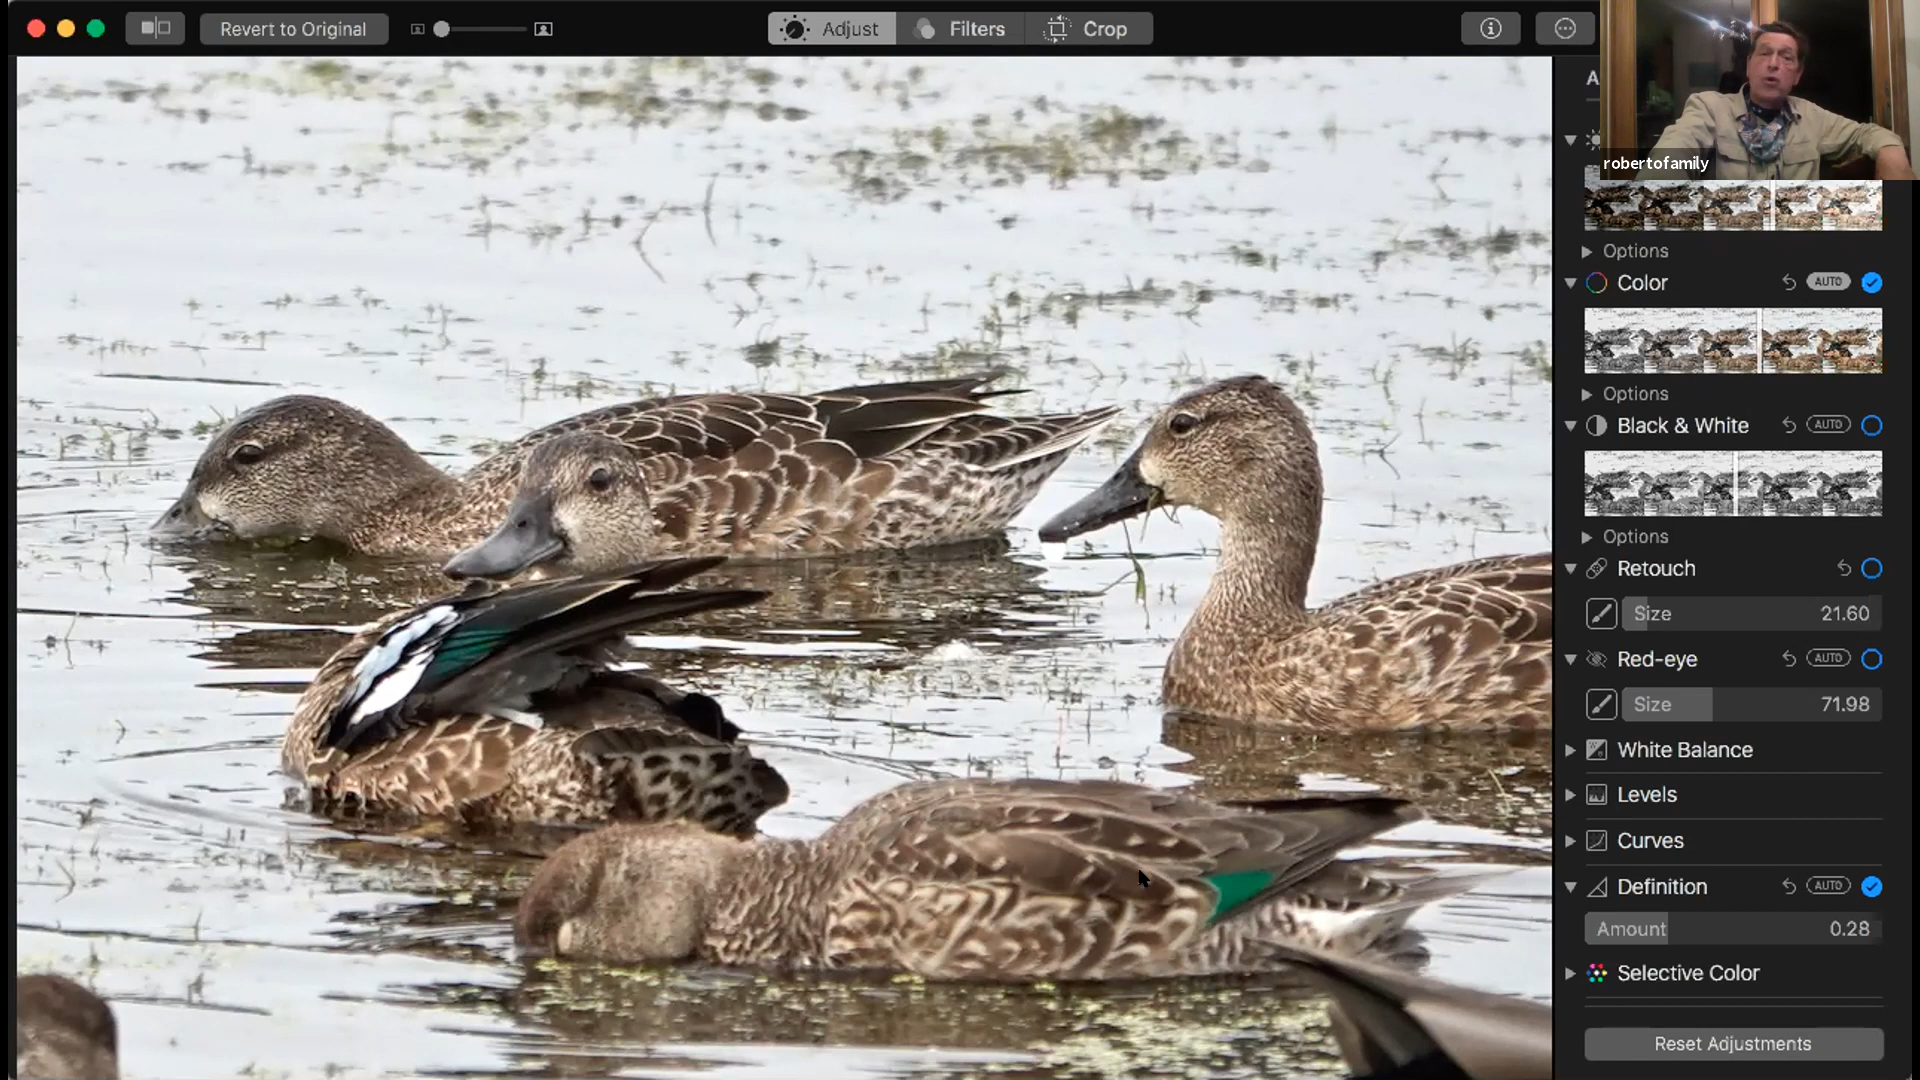 Revert to Original
Adjust
Filters
Crop
A
robertofamily
Options
Color
AUTO
Options
Black & White
AUTO
Options
Retouch
Size
21.60
Red-eye
AUTO
Size
71.98
White Balance
Levels
Curves
Definition
AUTO
Amount
0.28
Selective Color
Reset Adjustments